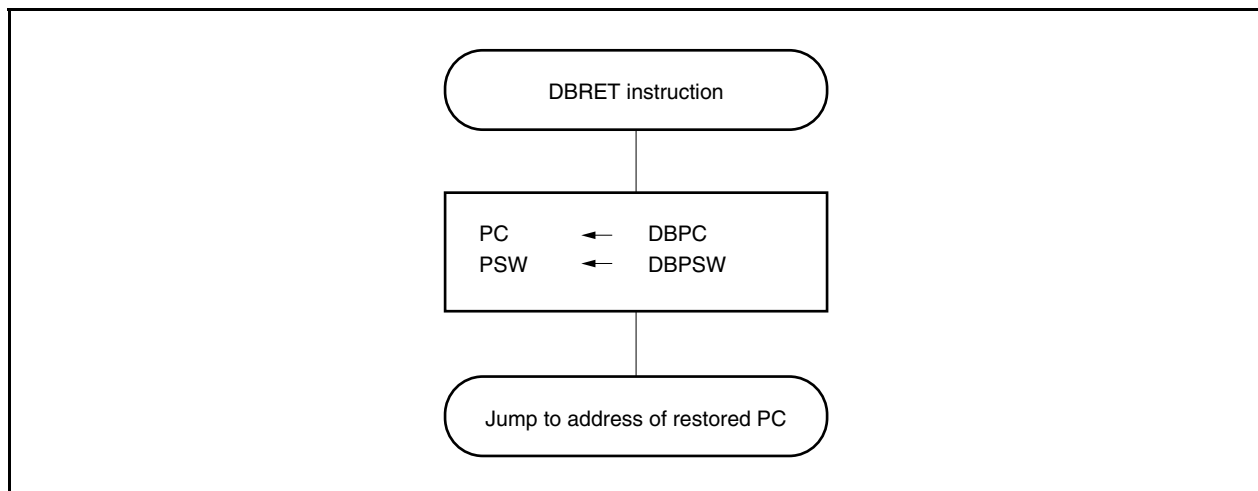 DBRET instruction
PC ← DBPC
PSW ← DBPSW
Jump to address of restored PC